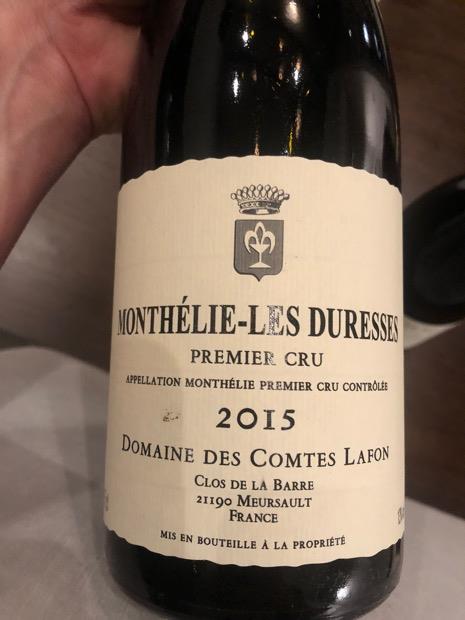 MONTHÉLIE-LES DURESSES
PREMIER CRU
APPELLATION MONTHÉLIE PREMIER CRU CONTRÔLÉE
2015
DOMAINE DES COMTES LAFON
CLOS DE LA BARRE
21190 MEURSAULT
FRANCE
MIS EN BOUTEILLE À LA PROPRIÉTÉ